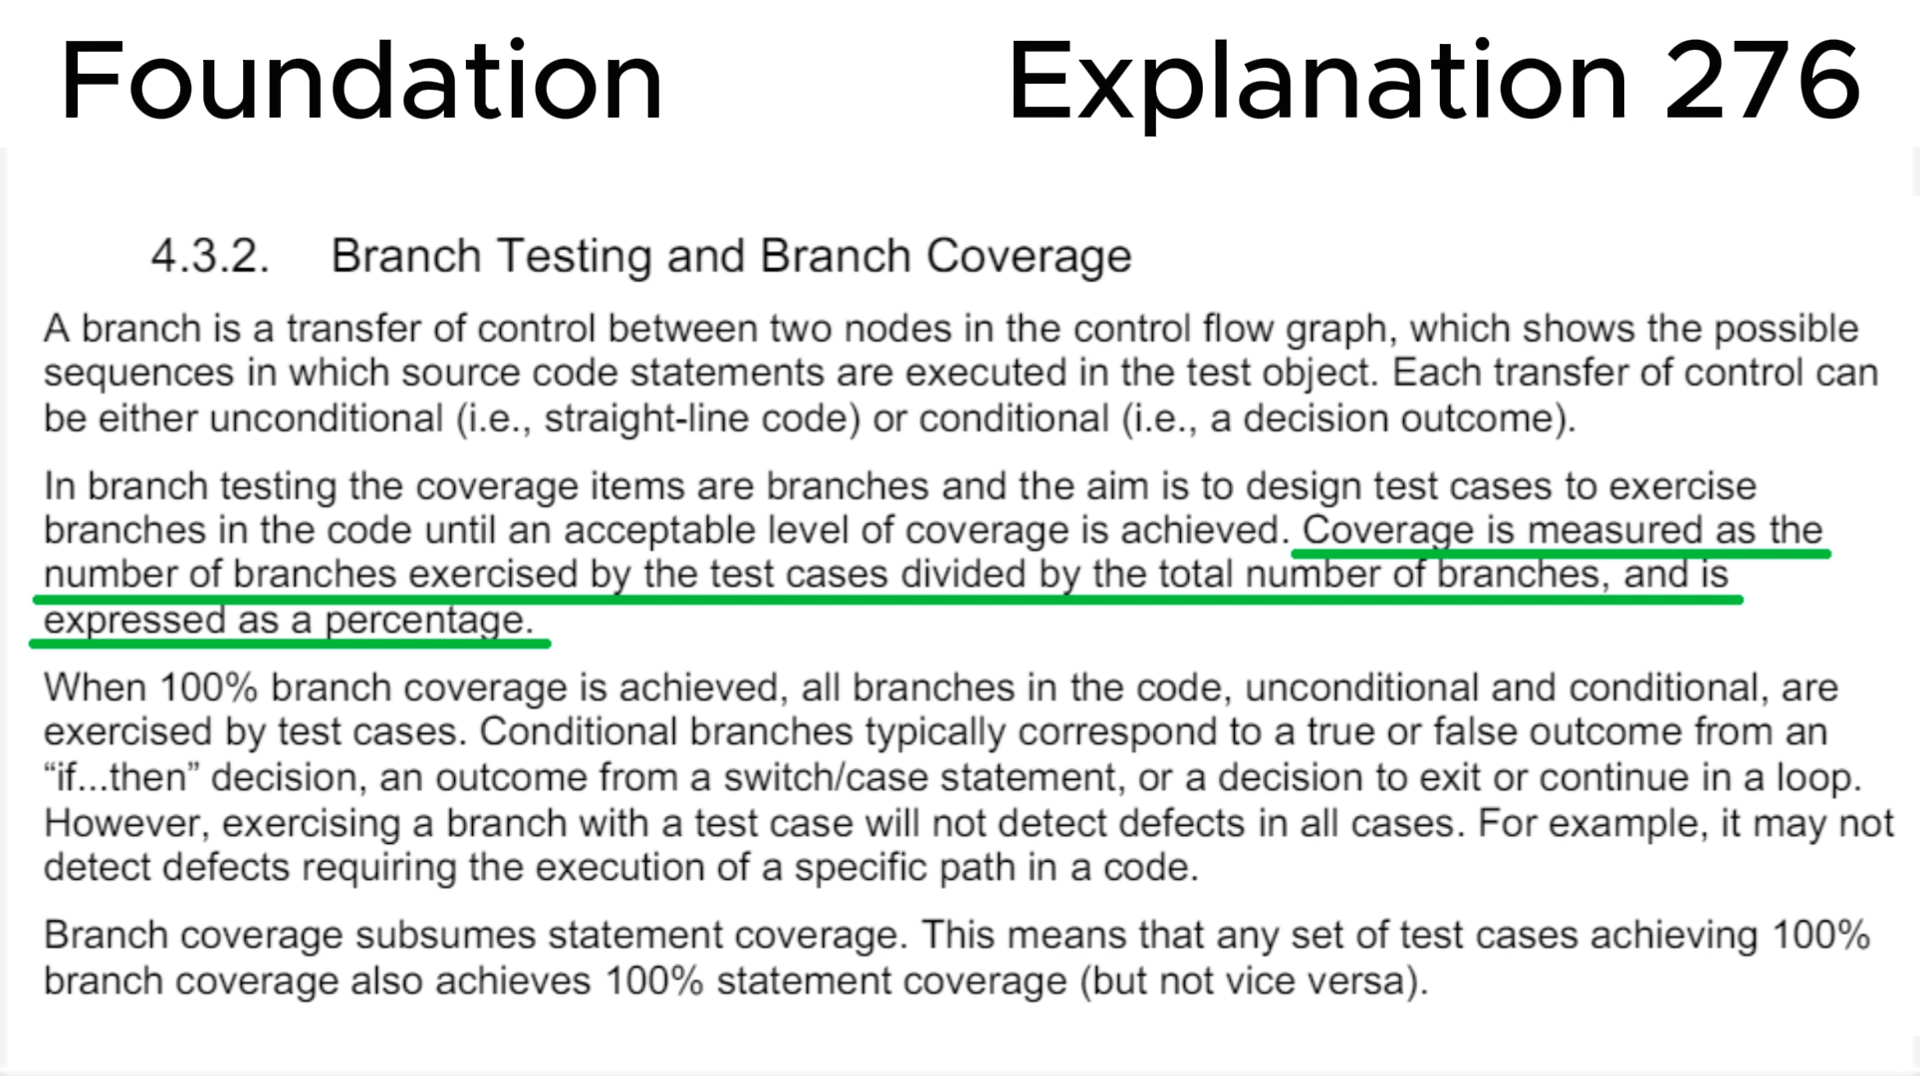 Foundation
Explanation 276
4.3.2. Branch Testing and Branch Coverage
A branch is a transfer of control between two nodes in the control flow graph, which shows the possible
sequences in which source code statements are executed in the test object. Each transfer of control can
be either unconditional (i.e., straight-line code) or conditional (i.e., a decision outcome).
In branch testing the coverage items are branches and the aim is to design test cases to exercise
branches in the code until an acceptable level of coverage is achieved. Coverage is measured as the
number of branches exercised by the test cases divided by the total number of branches, and is
expressed as a percentage.
When 100% branch coverage is achieved, all branches in the code, unconditional and conditional, are
exercised by test cases. Conditional branches typically correspond to a true or false outcome from an
“if...then” decision, an outcome from a switch/case statement, or a decision to exit or continue in a loop.
However, exercising a branch with a test case will not detect defects in all cases. For example, it may not
detect defects requiring the execution of a specific path in a code.
Branch coverage subsumes statement coverage. This means that any set of test cases achieving 100%
branch coverage also achieves 100% statement coverage (but not vice versa).